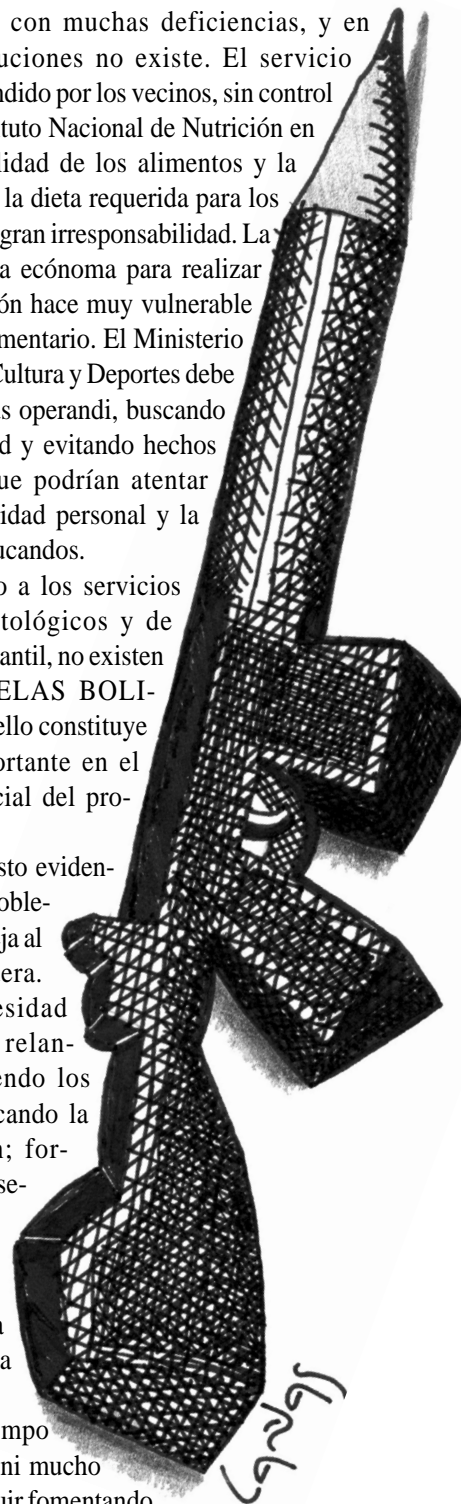 con muchas deficiencias, y en
uciones no existe. El servicio
ndido por los vecinos, sin control
tuto Nacional de Nutrición en
lidad de los alimentos y la
la dieta requerida para los
gran irresponsabilidad. La
a ecónoma para realizar
ón hace muy vulnerable
mentario. El Ministerio
Cultura y Deportes debe
s operandi, buscando
d y evitando hechos
ue podrían atentar
idad personal y la
ucandos.
o a los servicios
tológicos y de
antil, no existen
ELAS BOLI-
ello constituye
ortante en el
cial del pro-
sto eviden-
oble-
ja al
era.
esidad
relan-
endo los
cando la
n; for-
se-
a
a
mpo
ni mucho
uir fomentando